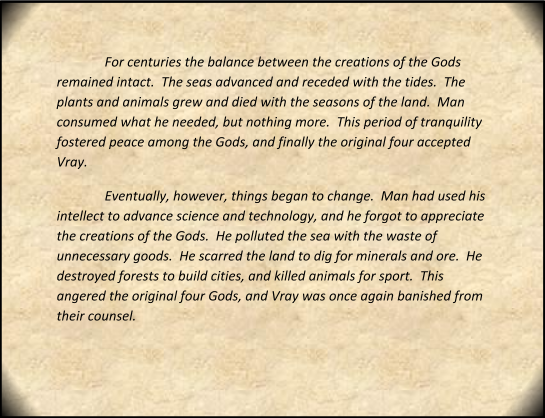 For centuries the balance between the creations of the Gods
remained intact.  The seas advanced and receded with the tides.  The
plants and animals grew and died with the seasons of the land.  Man
consumed what he needed, but nothing more.  This period of tranquility
fostered peace among the Gods, and finally the original four accepted
Vray.
Eventually, however, things began to change.  Man had used his
intellect to advance science and technology, and he forgot to appreciate
the creations of the Gods.  He polluted the sea with the waste of
unnecessary goods.  He scarred the land to dig for minerals and ore.  He
destroyed forests to build cities, and killed animals for sport.  This
angered the original four Gods, and Vray was once again banished from
their counsel.